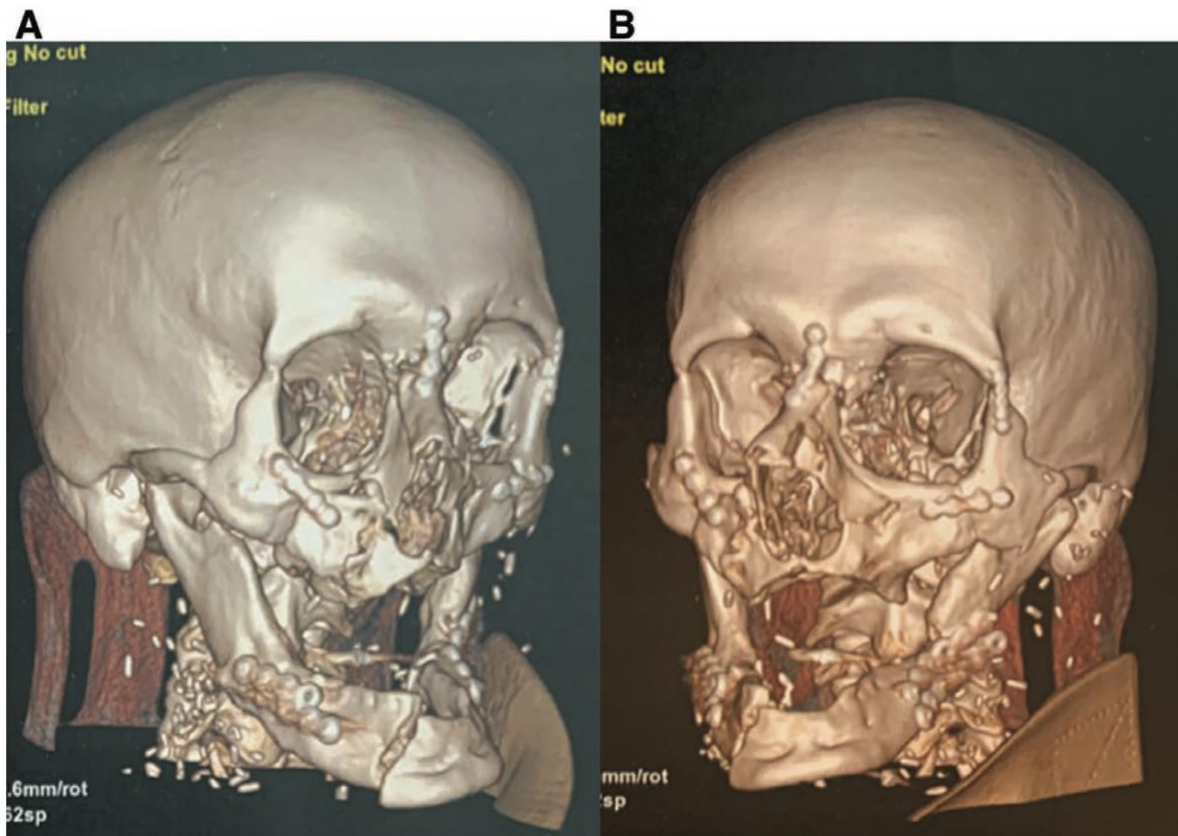 A
B
g No cut
Filter
.6mm/rot
62sp
No cut
ter
mm/rot
sp